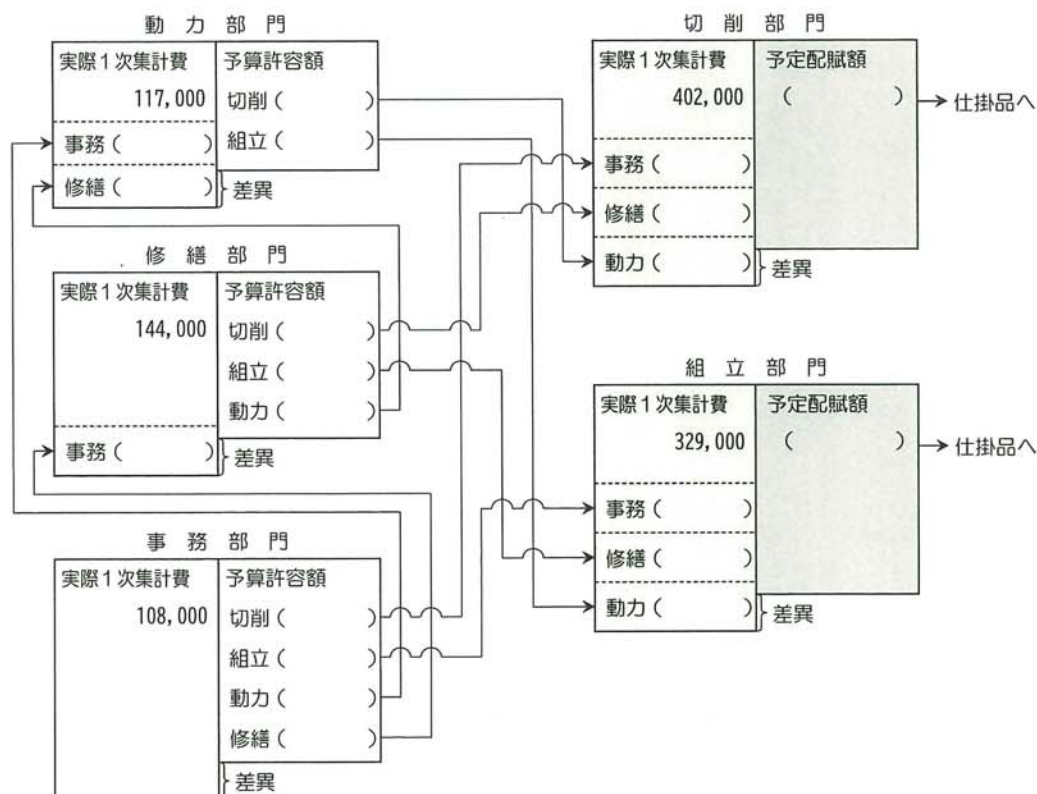 動力部門
実際1次集計費 予算許容額
117,000 切削( )
組立( )
事務( )
修繕( ) 差異
修繕部門
実際1次集計費 予算許容額
144,000 切削( )
組立( )
動力( )
事務( ) 差異
事務部門
実際1次集計費 予算許容額
108,000 切削( )
組立( )
動力( )
修繕( )
差異
切削部門
実際1次集計費 予定配賦額
402,000 ( ) 仕掛品へ
事務( )
修繕( )
動力( ) 差異
組立部門
実際1次集計費 予定配賦額
329,000 ( ) 仕掛品へ
事務( )
修繕( )
動力( ) 差異